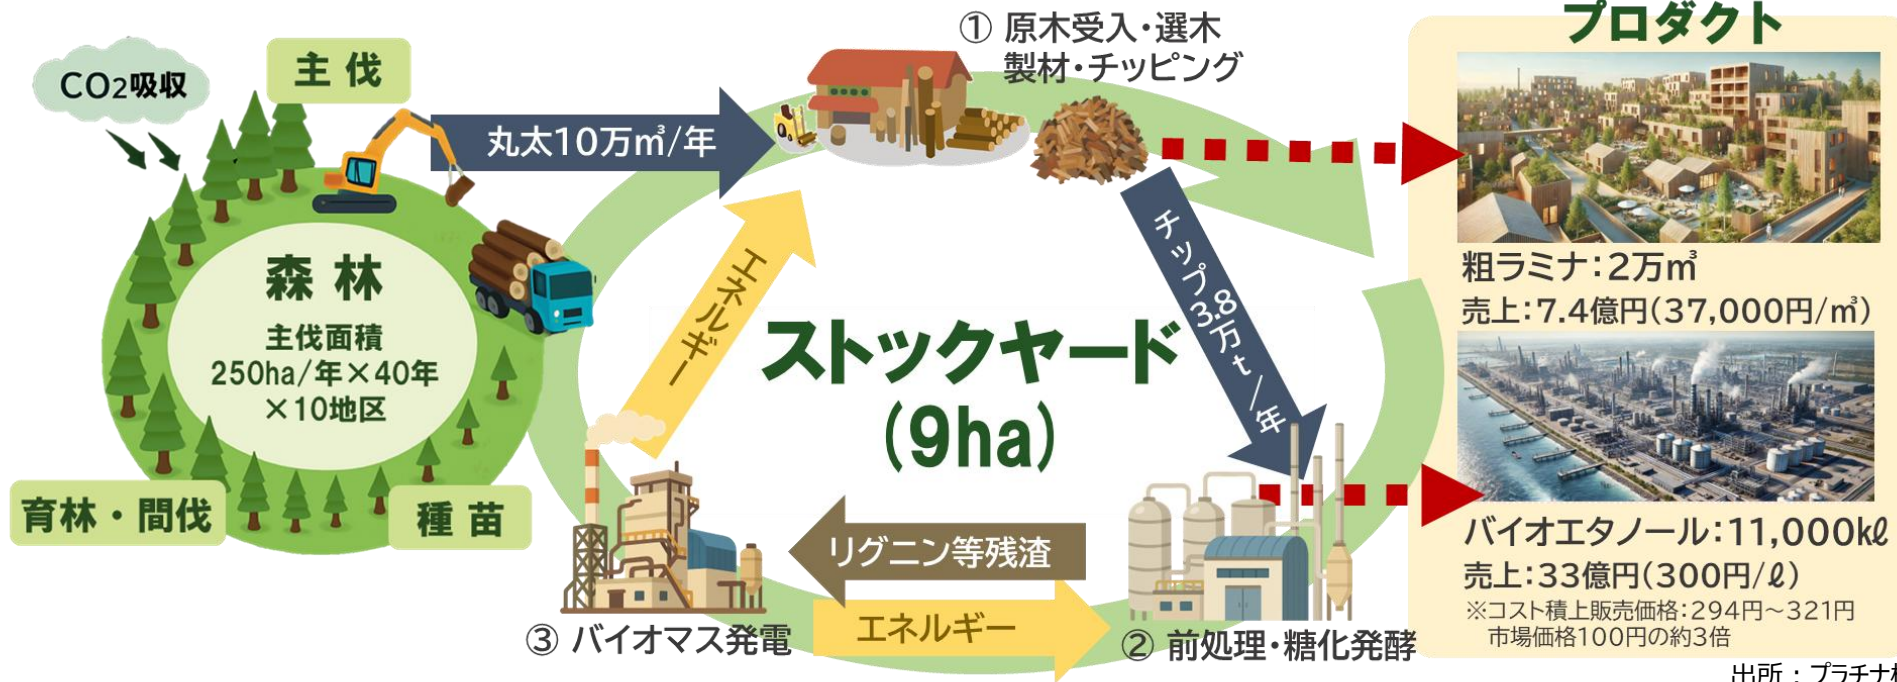 CO2吸収
主伐
丸太10万㎥/年
① 原木受入・選木
製材・チッピング
プロダクト
森林
主伐面積
250ha/年×40年
×10地区
育林・間伐
種苗
エネルギー
チップ3.8万t/年
ストックヤード
(9ha)
リグニン等残渣
エネルギー
③ バイオマス発電
② 前処理・糖化発酵
粗ラミナ：2万㎥
売上：7.4億円(37,000円/㎥)
バイオエタノール：11,000kℓ
売上：33億円(300円/ℓ)
※コスト積上販売価格：294円～321円
市場価格100円の約3倍
出所：プラチナ